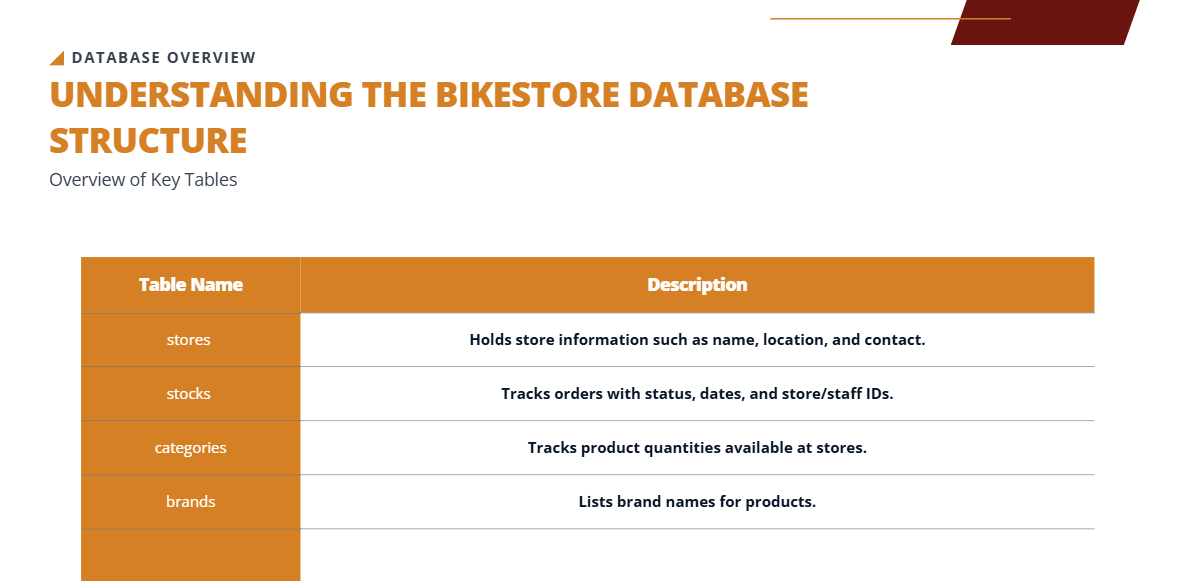 DATABASE OVERVIEW
UNDERSTANDING THE BIKESTORE DATABASE
STRUCTURE
Overview of Key Tables
Table Name Description
stores Holds store information such as name, location, and contact.
stocks Tracks orders with status, dates, and store/staff IDs.
categories Tracks product quantities available at stores.
brands Lists brand names for products.